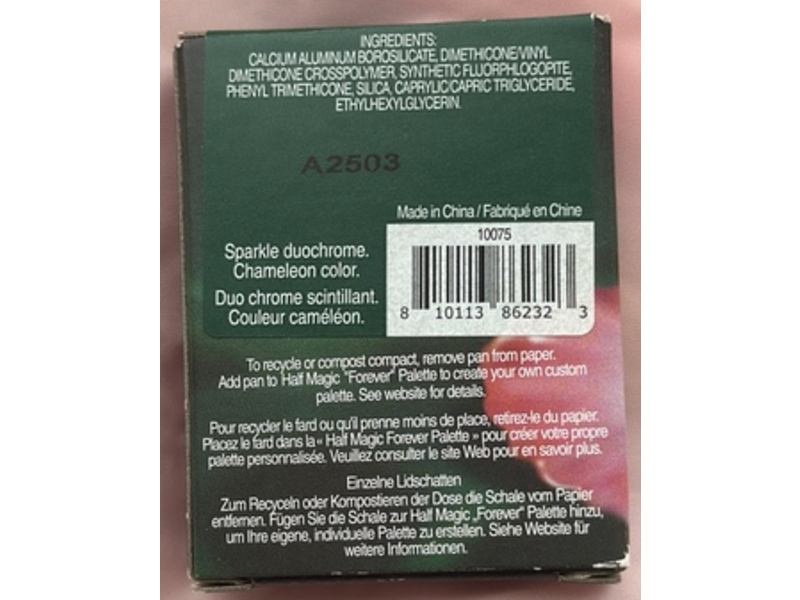 INGREDIENTS:
CALCIUM ALUMINUM BOROSILICATE, DIMETHICONE/VINYL
DIMETHICONE CROSSPOLYMER, SYNTHETIC FLUORPHLOGOPITE,
PHENYL TRIMETHICONE, SILICA, CAPRYLIC/CAPRIC TRIGLYCERIDE,
ETHYLHEXYLGLYCERIN.
A2503
Made in China / Fabriqué en Chine
10075
Sparkle duochrome.
Chameleon color.
Duo chrome scintillant.
Couleur caméléon.
8 10113 86232 3
To recycle or compost compact, remove pan from paper.
Add pan to Half Magic "Forever" Palette to create your own custom
palette. See website for details.
Pour recycler le fard ou qu'il prenne moins de place, retirez-le du papier.
Placez le fard dans la « Half Magic Forever Palette » pour créer votre propre
palette personnalisée. Veuillez consulter le site Web pour en savoir plus.
Einzelne Lidschatten
Zum Recyceln oder Kompostieren der Dose die Schale vom Papier
entfernen. Fügen Sie die Schale zur Half Magic „Forever" Palette hinzu,
um Ihre eigene, individuelle Palette zu erstellen. Siehe Website für
weitere Informationen.